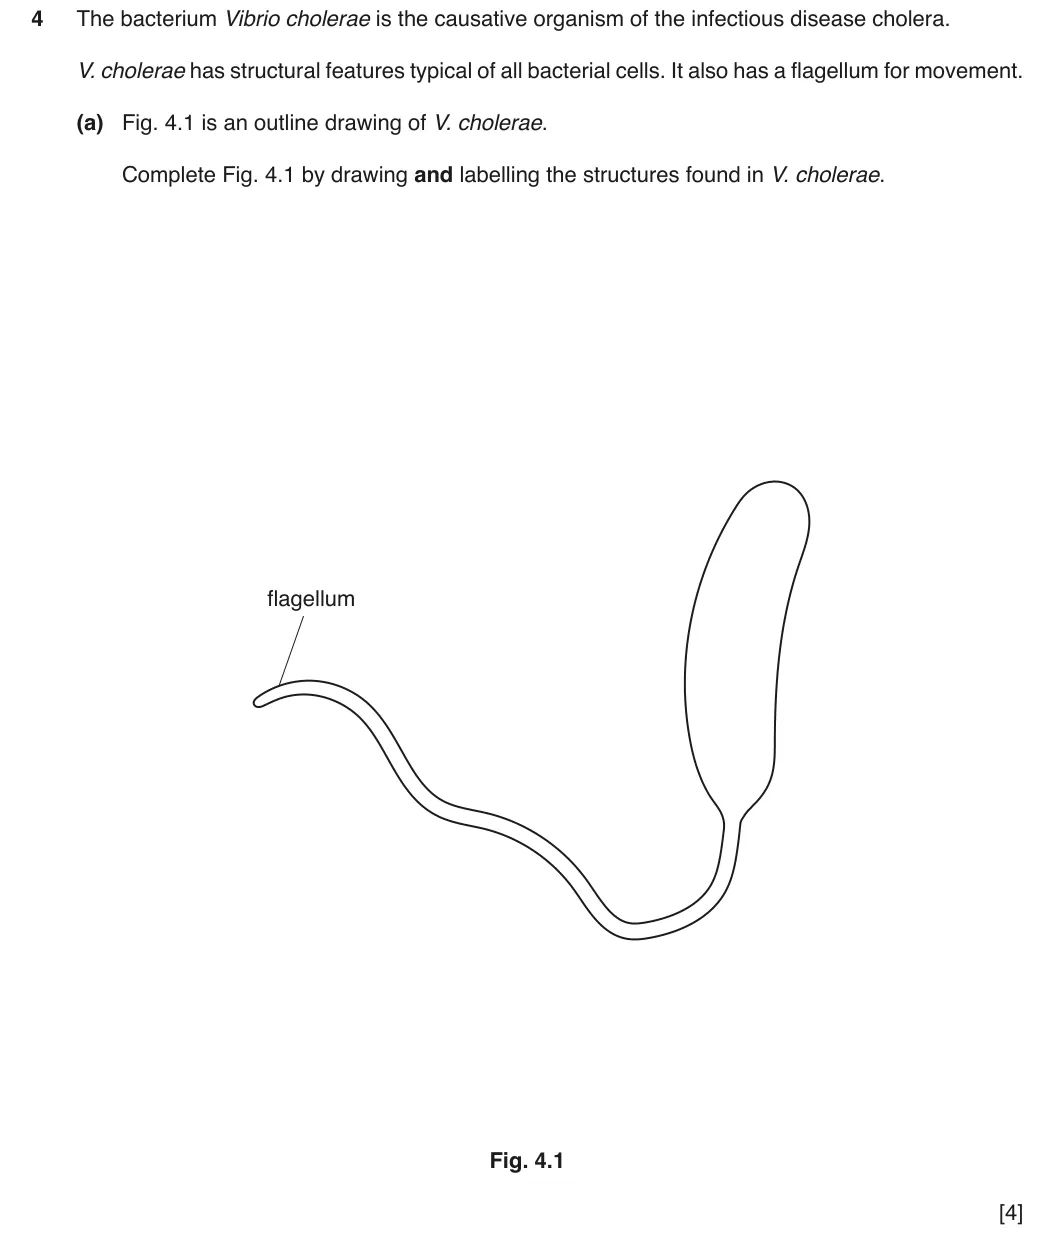 4 The bacterium Vibrio cholerae is the causative organism of the infectious disease cholera.
V. cholerae has structural features typical of all bacterial cells. It also has a flagellum for movement.
(a) Fig. 4.1 is an outline drawing of V. cholerae.
Complete Fig. 4.1 by drawing and labelling the structures found in V. cholerae.
flagellum
Fig. 4.1
[4]